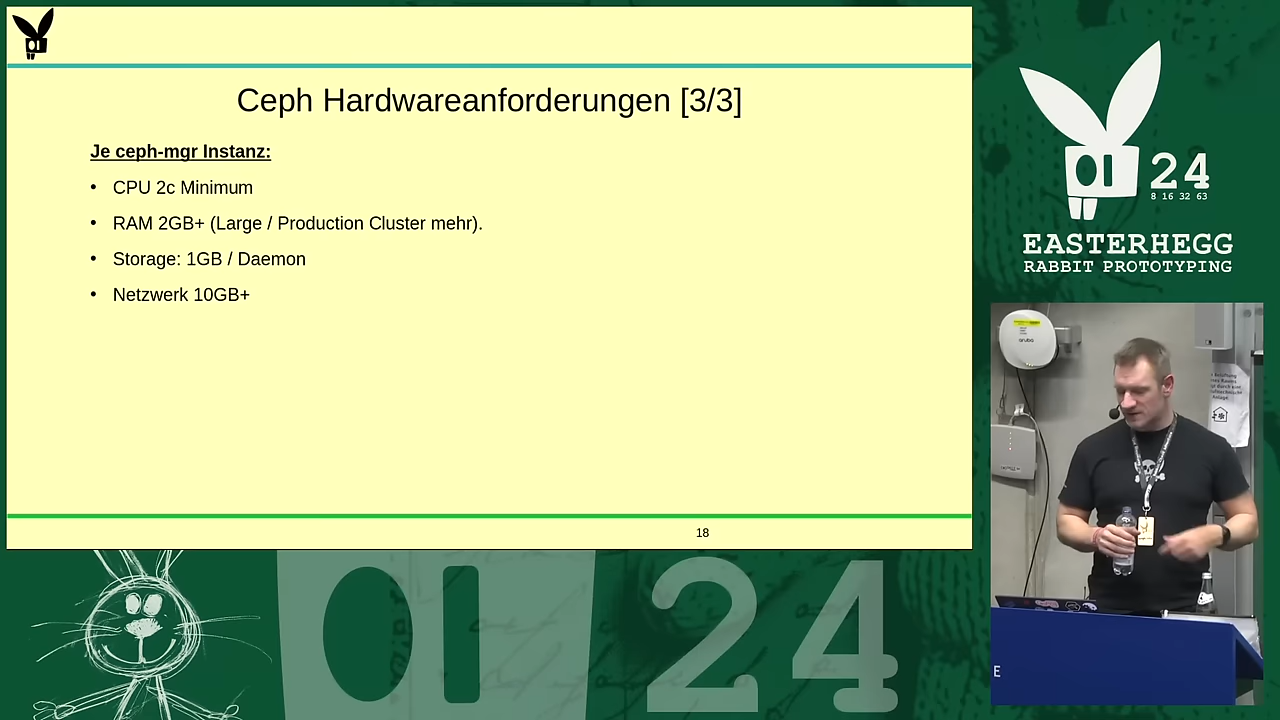 Ceph Hardwareanforderungen [3/3]
Je ceph-mgr Instanz:
• CPU 2c Minimum
• RAM 2GB+ (Large / Production Cluster mehr).
• Storage: 1GB / Daemon
• Netzwerk 10GB+
18
24
8 16 32 63
EASTERHEGG
RABBIT PROTOTYPING
aruba
E
24